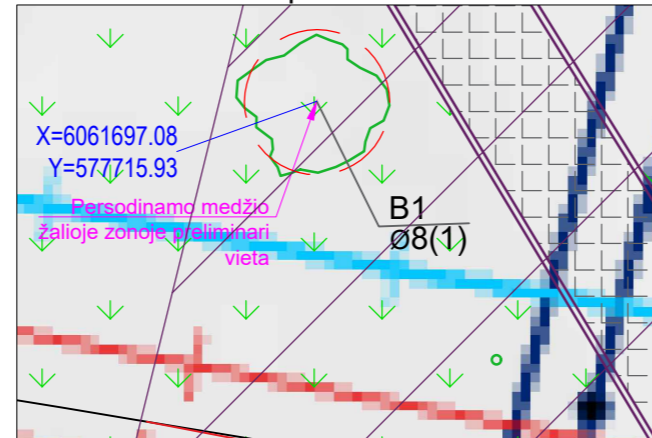 X=6061697.08
Y=577715.93
Persodinamo medžio
žalioje zonoje preliminari
vieta
B1
Ø8(1)